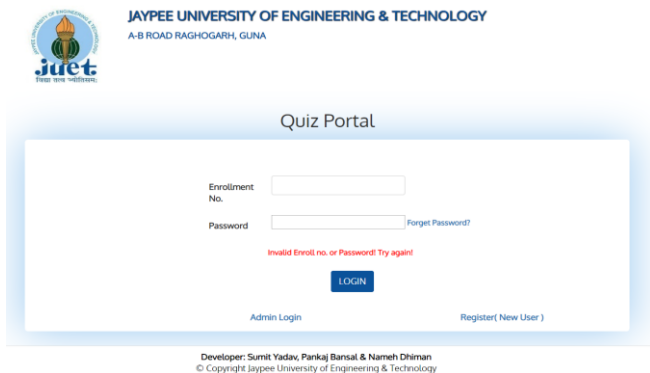 JAYPEE UNIVERSITY OF ENGINEERING & TECHNOLOGY
A-B ROAD RAGHOGARH, GUNA
juet
Quiz Portal
Enrollment
No.
Password
Forget Password?
Invalid Enroll no. or Password! Try again!
LOGIN
Admin Login
Register( New User )
Developer: Sumit Yadav, Pankaj Bansal & Nameh Dhiman
© Copyright Jaypee University of Engineering & Technology